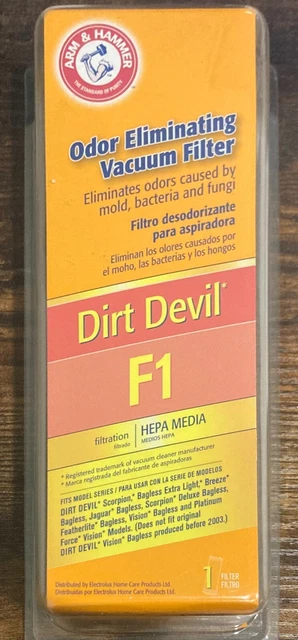 ARM & HAMMER
THE STANDARD OF PURITY
Odor Eliminating
Vacuum Filter
Eliminates odors caused by
mold, bacteria and fungi
Filtro desodorizante
para aspiradora
Eliminan los olores causados por
el moho, las bacterias y los hongos
Dirt Devil*
F1
filtration
filtrado
HEPA MEDIA
MEDIOS HEPA
* Registered trademark of vacuum cleaner manufacturer
* Marca registrada del fabricante de aspiradoras
FITS MODEL SERIES / PARA USAR CON LA SERIE DE MODELOS
DIRT DEVIL* Scorpion,* Bagless Extra Light,* Breeze*
Bagless, Jaguar* Bagless, Scorpion* Deluxe Bagless,
Featherlite* Bagless, Vision* Bagless and Platinum
Force* Vision* Models. (Does not fit original
DIRT DEVIL* Vision* Bagless produced before 2003.)
Distributed by Electrolux Home Care Products Ltd.
Distribuidas por Electrolux Home Care Products Ltd.
1 FILTER
FILTRO